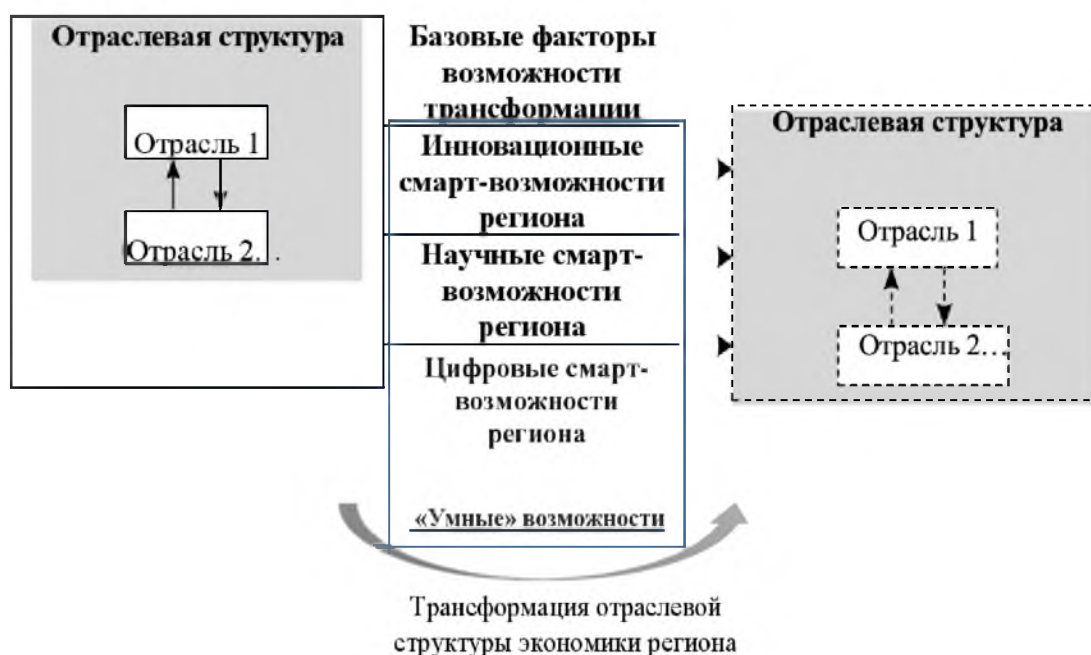 Отраслевая структура
Отрасль 1
Отрасль 2. .
Базовые факторы
возможности
трансформации
Инновационные
смарт-возможности
региона
Научные смарт-
возможности
региона
Цифровые смарт-
возможности
региона
«Умные» возможности
Отраслевая структура
Отрасль 1
Отрасль 2...
Трансформация отраслевой
структуры экономики региона